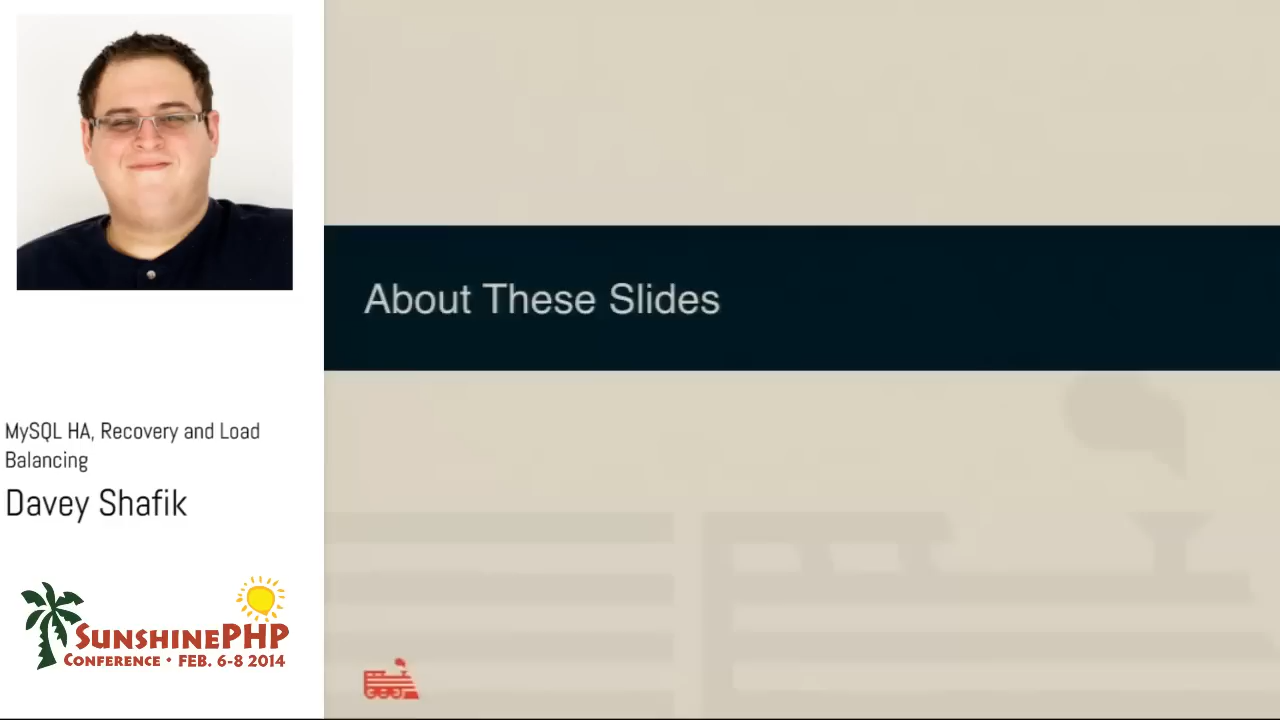 About These Slides
MySQL HA, Recovery and Load
Balancing
Davey Shafik
SUNSHINEPHP
CONFERENCE • FEB. 6-8 2014